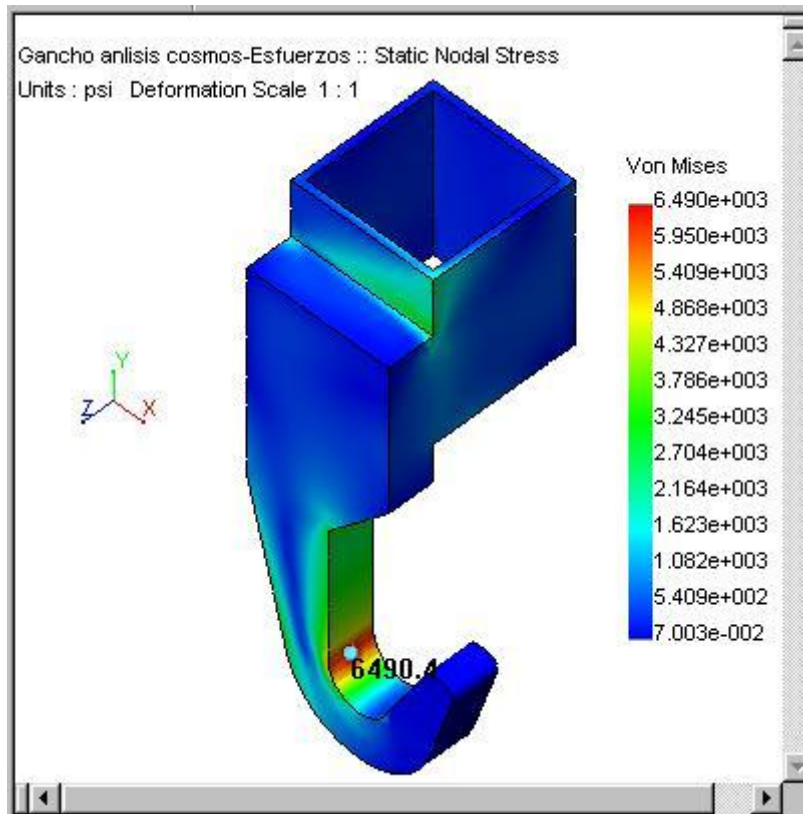 Gancho anlisis cosmos-Esfuerzos :: Static Nodal Stress
Units : psi Deformation Scale 1 : 1
Von Mises
6.490e+003
5.950e+003
5.409e+003
4.868e+003
4.327e+003
3.786e+003
3.245e+003
2.704e+003
2.164e+003
1.623e+003
1.082e+003
5.409e+002
7.003e-002
Y
Z
X
6490.4